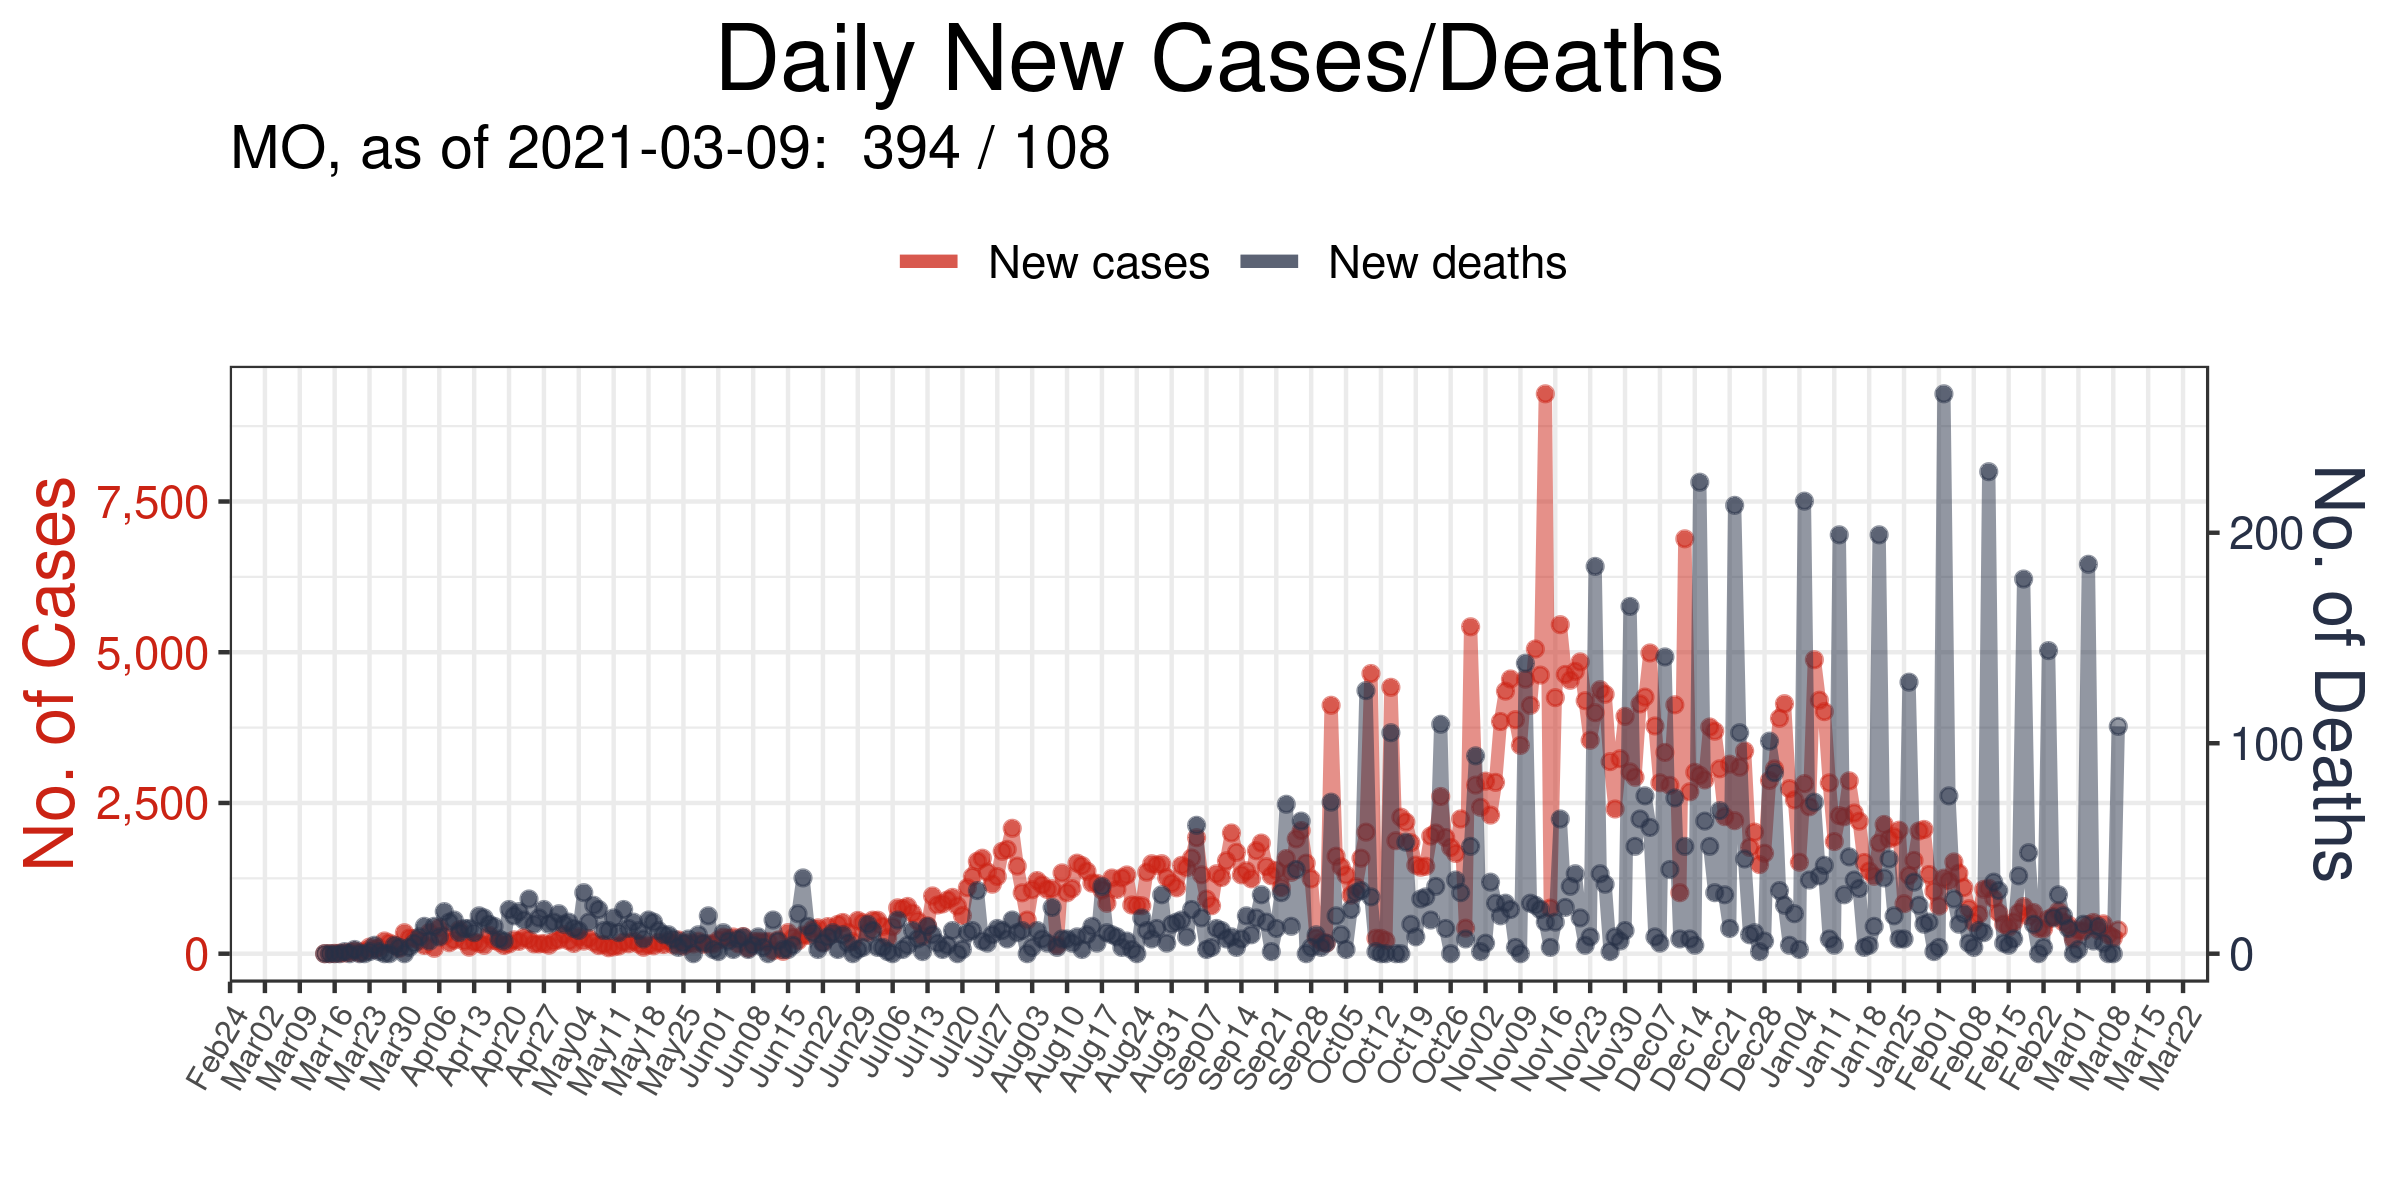 Daily New Cases/Deaths
MO, as of 2021-03-09:  394 / 108
New cases
New deaths
No. of Cases
7,500
5,000
2,500
0
No. of Deaths
200
100
0
Feb24
Mar02
Mar09
Mar16
Mar23
Mar30
Apr06
Apr13
Apr20
Apr27
May04
May11
May18
May25
Jun01
Jun08
Jun15
Jun22
Jun29
Jul06
Jul13
Jul20
Jul27
Aug03
Aug10
Aug17
Aug24
Aug31
Sep07
Sep14
Sep21
Sep28
Oct05
Oct12
Oct19
Oct26
Nov02
Nov09
Nov16
Nov23
Nov30
Dec07
Dec14
Dec21
Dec28
Jan04
Jan11
Jan18
Jan25
Feb01
Feb08
Feb15
Feb22
Mar01
Mar08
Mar15
Mar22